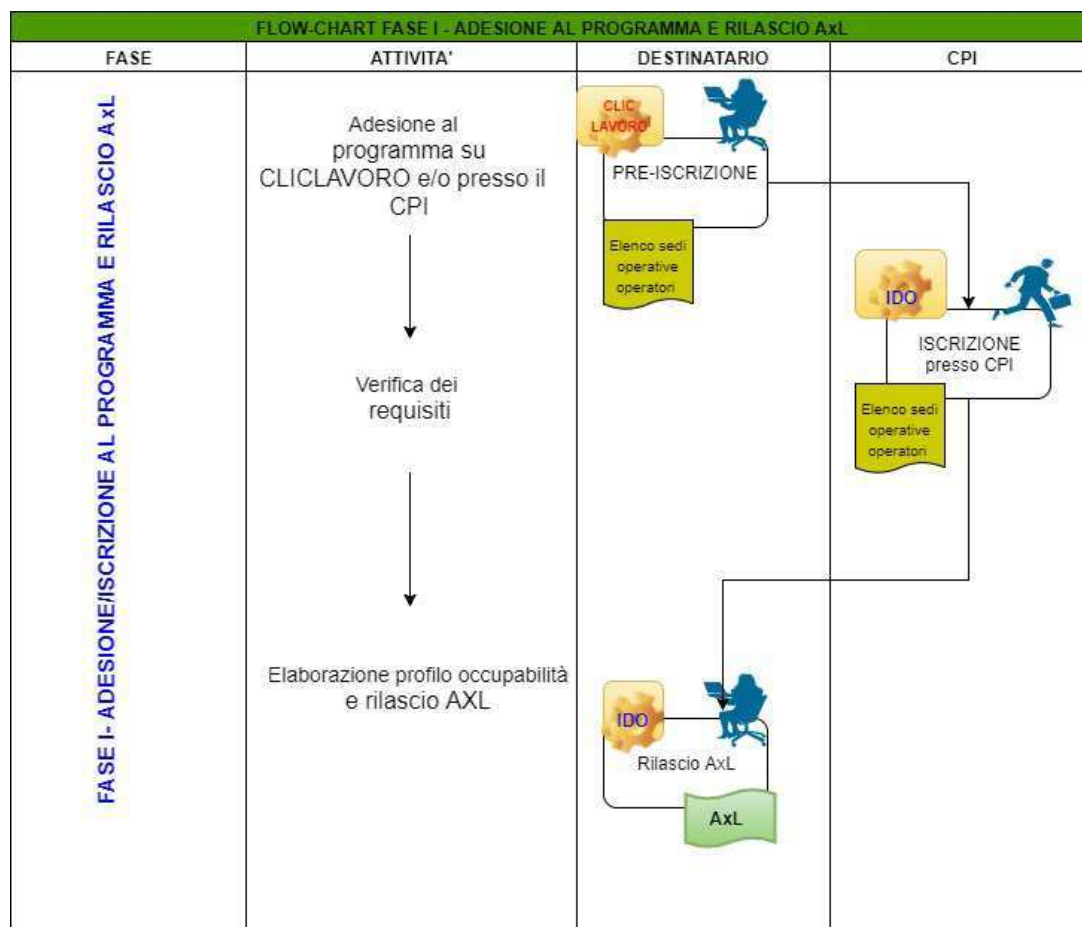 FLOW-CHART FASE I - ADESIONE AL PROGRAMMA E RILASCIO AxL
FASE
ATTIVITA'
DESTINATARIO
CPI
FASE I- ADESIONE/ISCRIZIONE AL PROGRAMMA E RILASCIO AxL
Adesione al
programma su
CLICLAVORO e/o presso il
CPI
CLIC
LAVORO
PRE-ISCRIZIONE
Elenco sedi
operative
operatori
IDO
ISCRIZIONE
presso CPI
Elenco sedi
operative
operatori
Verifica dei
requisiti
Elaborazione profilo occupabilità
e rilascio AXL
IDO
Rilascio AxL
AxL